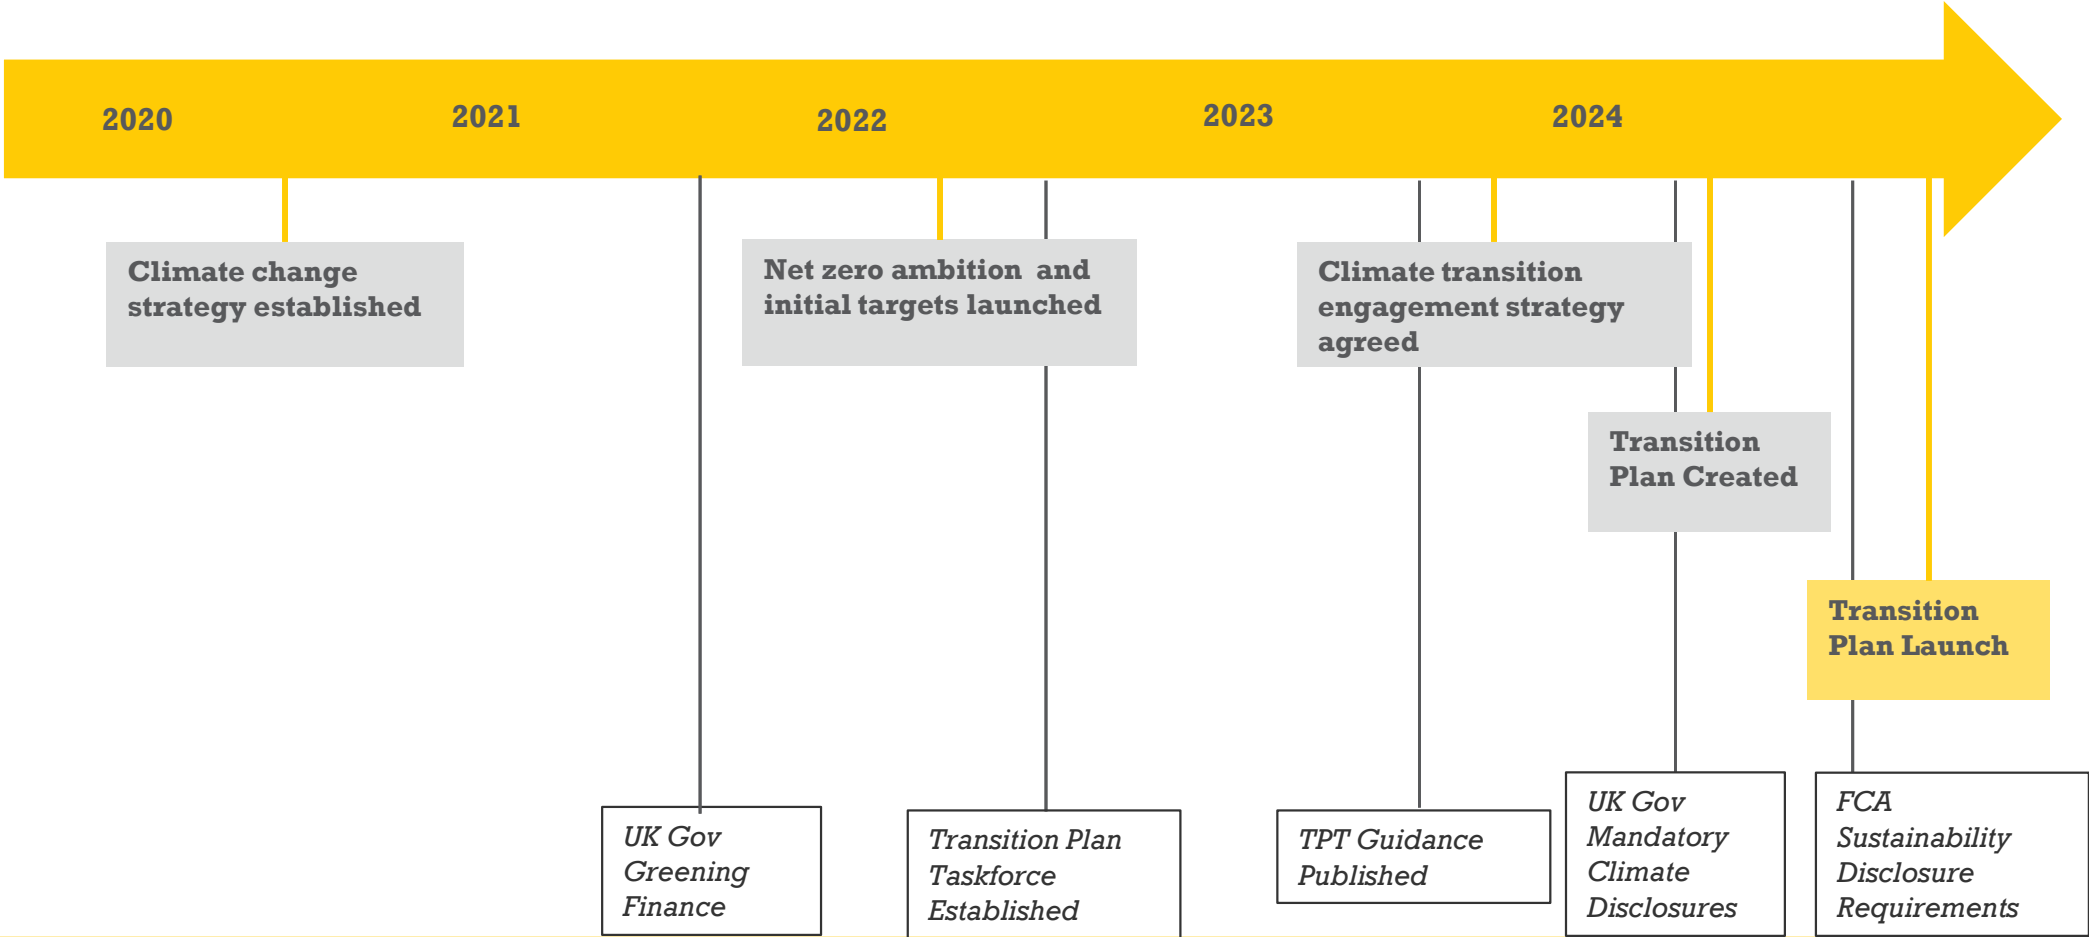 2020
2021
2022
2023
2024
Climate change
strategy established
Net zero ambition and
initial targets launched
Climate transition
engagement strategy
agreed
Transition
Plan Created
Transition
Plan Launch
UK Gov
Greening
Finance
Transition Plan
Taskforce
Established
TPT Guidance
Published
UK Gov
Mandatory
Climate
Disclosures
FCA
Sustainability
Disclosure
Requirements